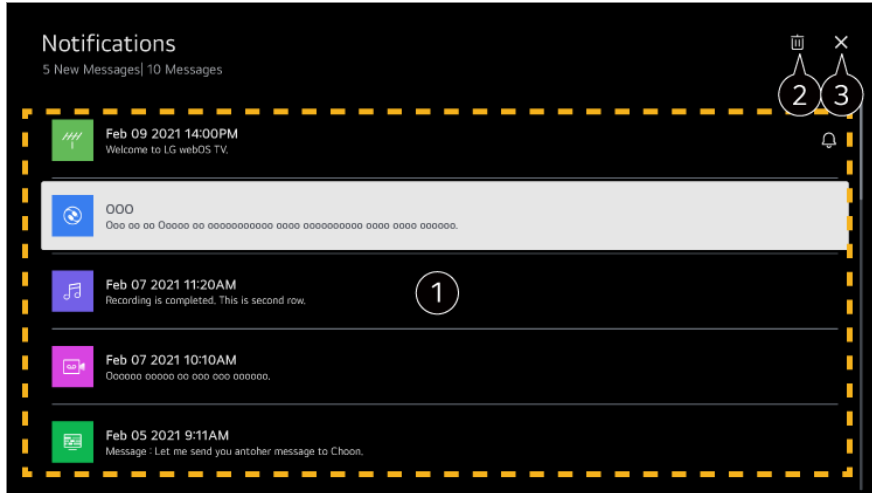 Notifications
5 New Messages| 10 Messages
2 3
Feb 09 2021 14:00PM
Welcome to LG webOS TV.
OOO
Ooo oo oo Ooooo oo ooooooooooo oooo oooooooooo oooo oooo oooooo.
Feb 07 2021 11:20AM
Recording is completed. This is second row.
1
Feb 07 2021 10:10AM
Oooooo ooooo oo ooo ooo oooooo.
Feb 05 2021 9:11AM
Message : Let me send you antoher message to Choon.